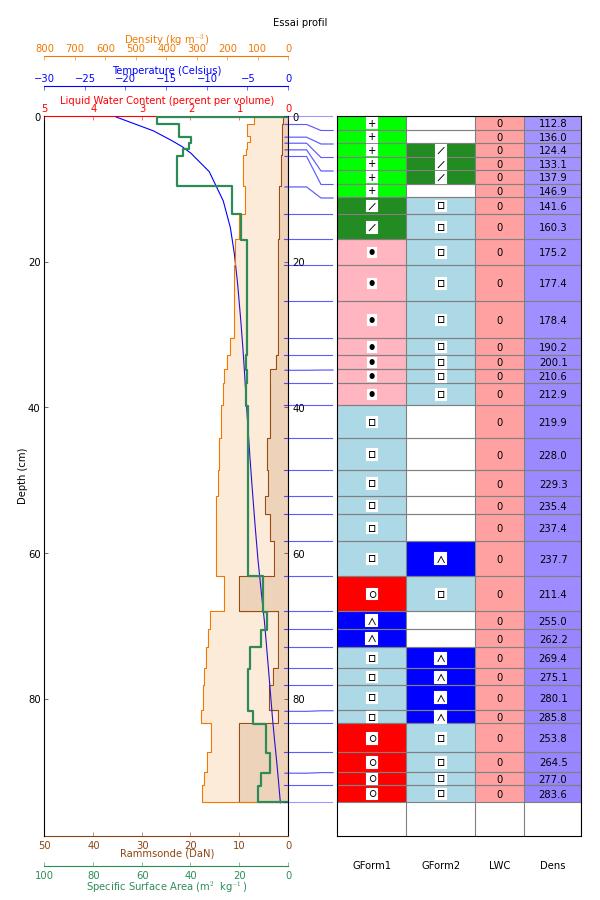 Essai profil
Density (kg m⁻³)
800 700 600 500 400 300 200 100 0
Temperature (Celsius)
−30 −25 −20 −15 −10 −5 0
Liquid Water Content (percent per volume)
5 4 3 2 1 0
0 0 + 0 112.8
+ 0 136.0
+ 0 124.4
+ 0 133.1
+ 0 137.9
+ 0 146.9
0 141.6
0 160.3
0 175.2
20 20
0 177.4
0 178.4
0 190.2
0 200.1
0 210.6
0 212.9
40 40
0 219.9
0 228.0
0 229.3
0 235.4
0 237.4
60 60
0 237.7
0 211.4
0 255.0
0 262.2
0 269.4
0 275.1
80 80
0 280.1
0 285.8
0 253.8
0 264.5
0 277.0
0 283.6
Depth (cm)
50 40 30 20 10 0
Rammsonde (DaN)
100 80 60 40 20 0
Specific Surface Area (m² kg⁻¹)
GForm1 GForm2 LWC Dens